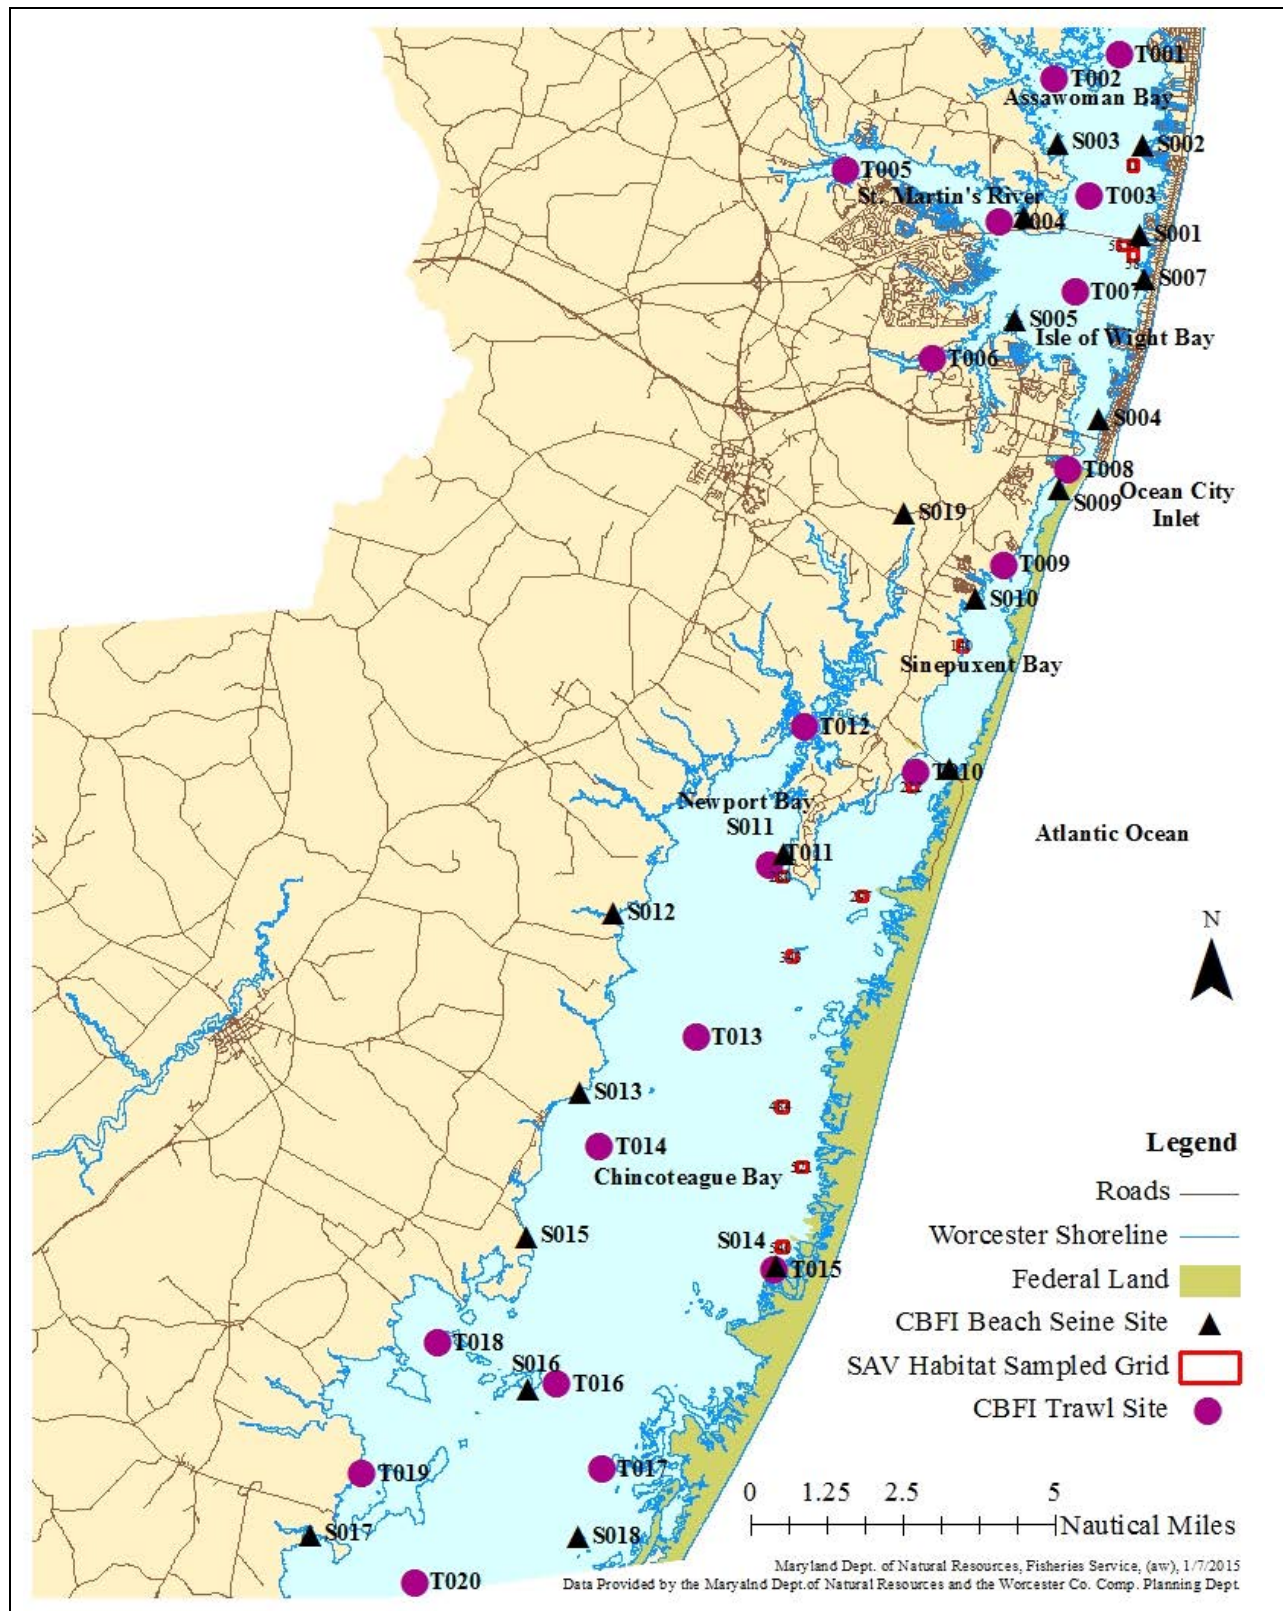 T001
T002
Assawoman Bay
S003
S002
T005
St. Martin's River
T003
T004
S001
S007
T007
S005
Isle of Wight Bay
T006
S004
T008
S009
Ocean City
Inlet
S019
T009
S010
Sinepuxent Bay
T012
T010
Newport Bay
S011
T011
Atlantic Ocean
S012
N
T013
S013
T014
Chincoteague Bay
S015
S014
T015
T018
S016
T016
T019
T017
S017
S018
T020
Legend
Roads
Worcester Shoreline
Federal Land
CBFI Beach Seine Site
SAV Habitat Sampled Grid
CBFI Trawl Site
0 1.25 2.5 5
Nautical Miles
Maryland Dept. of Natural Resources, Fisheries Service, (aw), 1/7/2015
Data Provided by the Maryalnd Dept.of Natural Resources and the Worcester Co. Comp. Planning Dept.